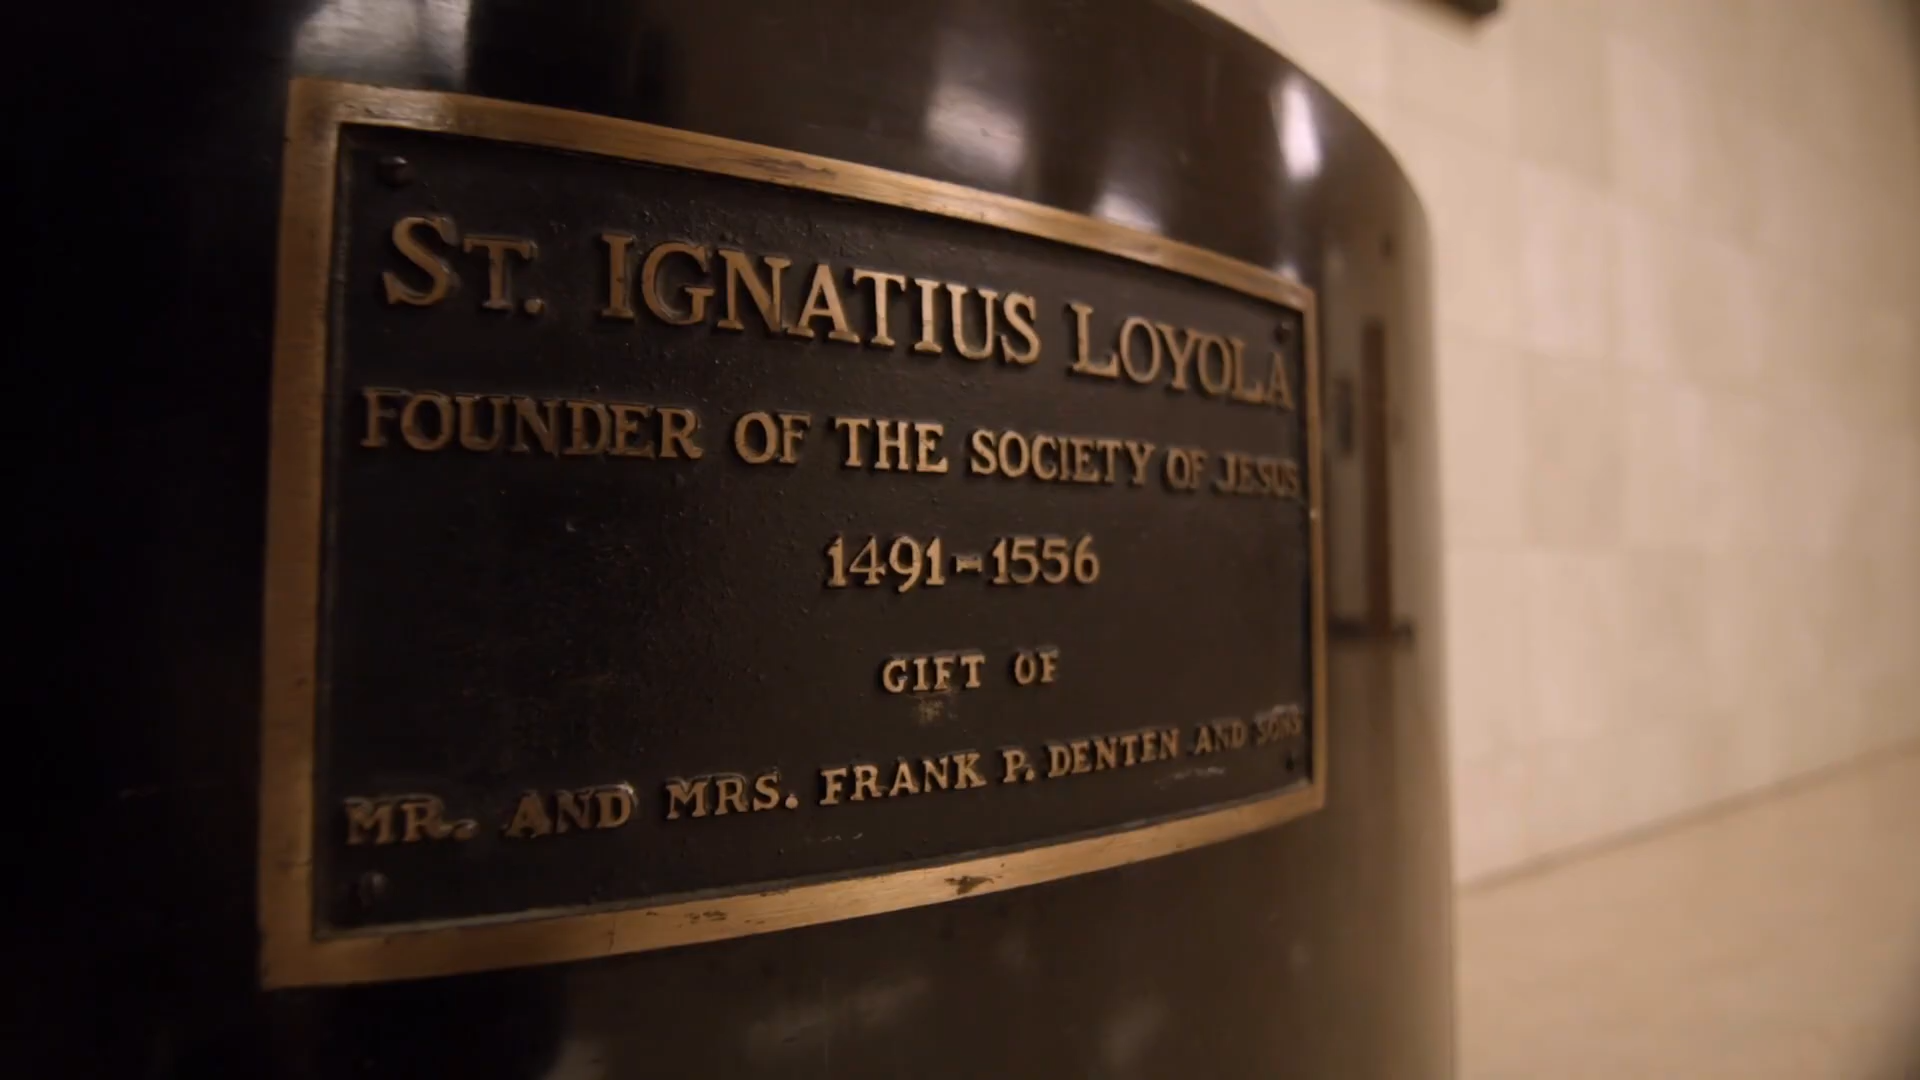 ST. IGNATIUS LOYOLA
FOUNDER OF THE SOCIETY OF JESUS
1491-1556
GIFT OF
MR. AND MRS. FRANK P. DENTEN AND SONS